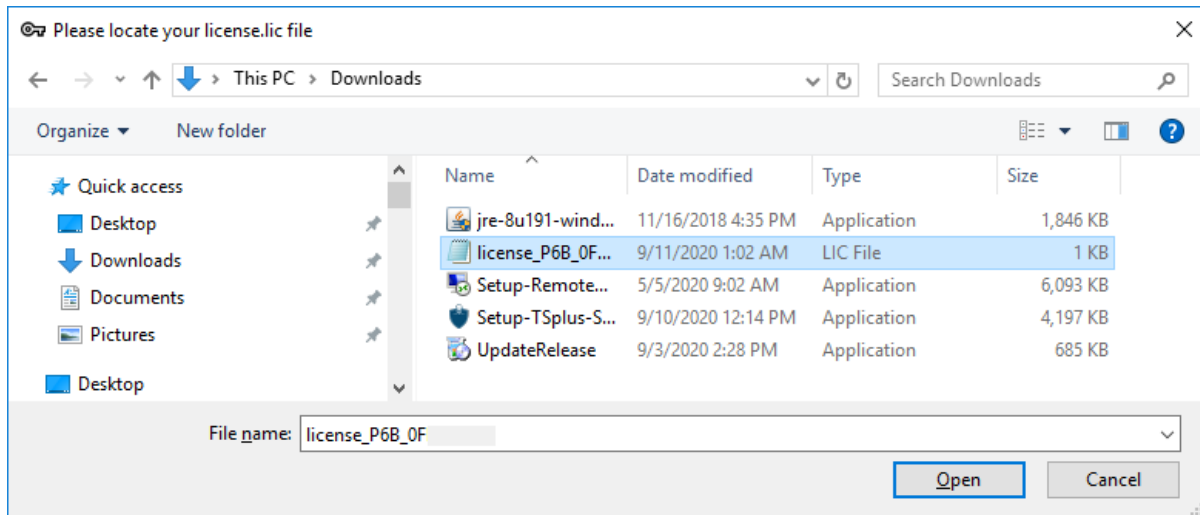 Please locate your license.lic file
This PC > Downloads
Search Downloads
Organize
New folder
Quick access
Desktop
Downloads
Documents
Pictures
Desktop
Name Date modified Type Size
jre-8u191-wind... 11/16/2018 4:35 PM Application 1,846 KB
license_P6B_0F... 9/11/2020 1:02 AM LIC File 1 KB
Setup-Remote... 5/5/2020 9:02 AM Application 6,093 KB
Setup-TSplus-S... 9/10/2020 12:14 PM Application 4,197 KB
UpdateRelease 9/3/2020 2:28 PM Application 685 KB
File name: license_P6B_0F
Open Cancel